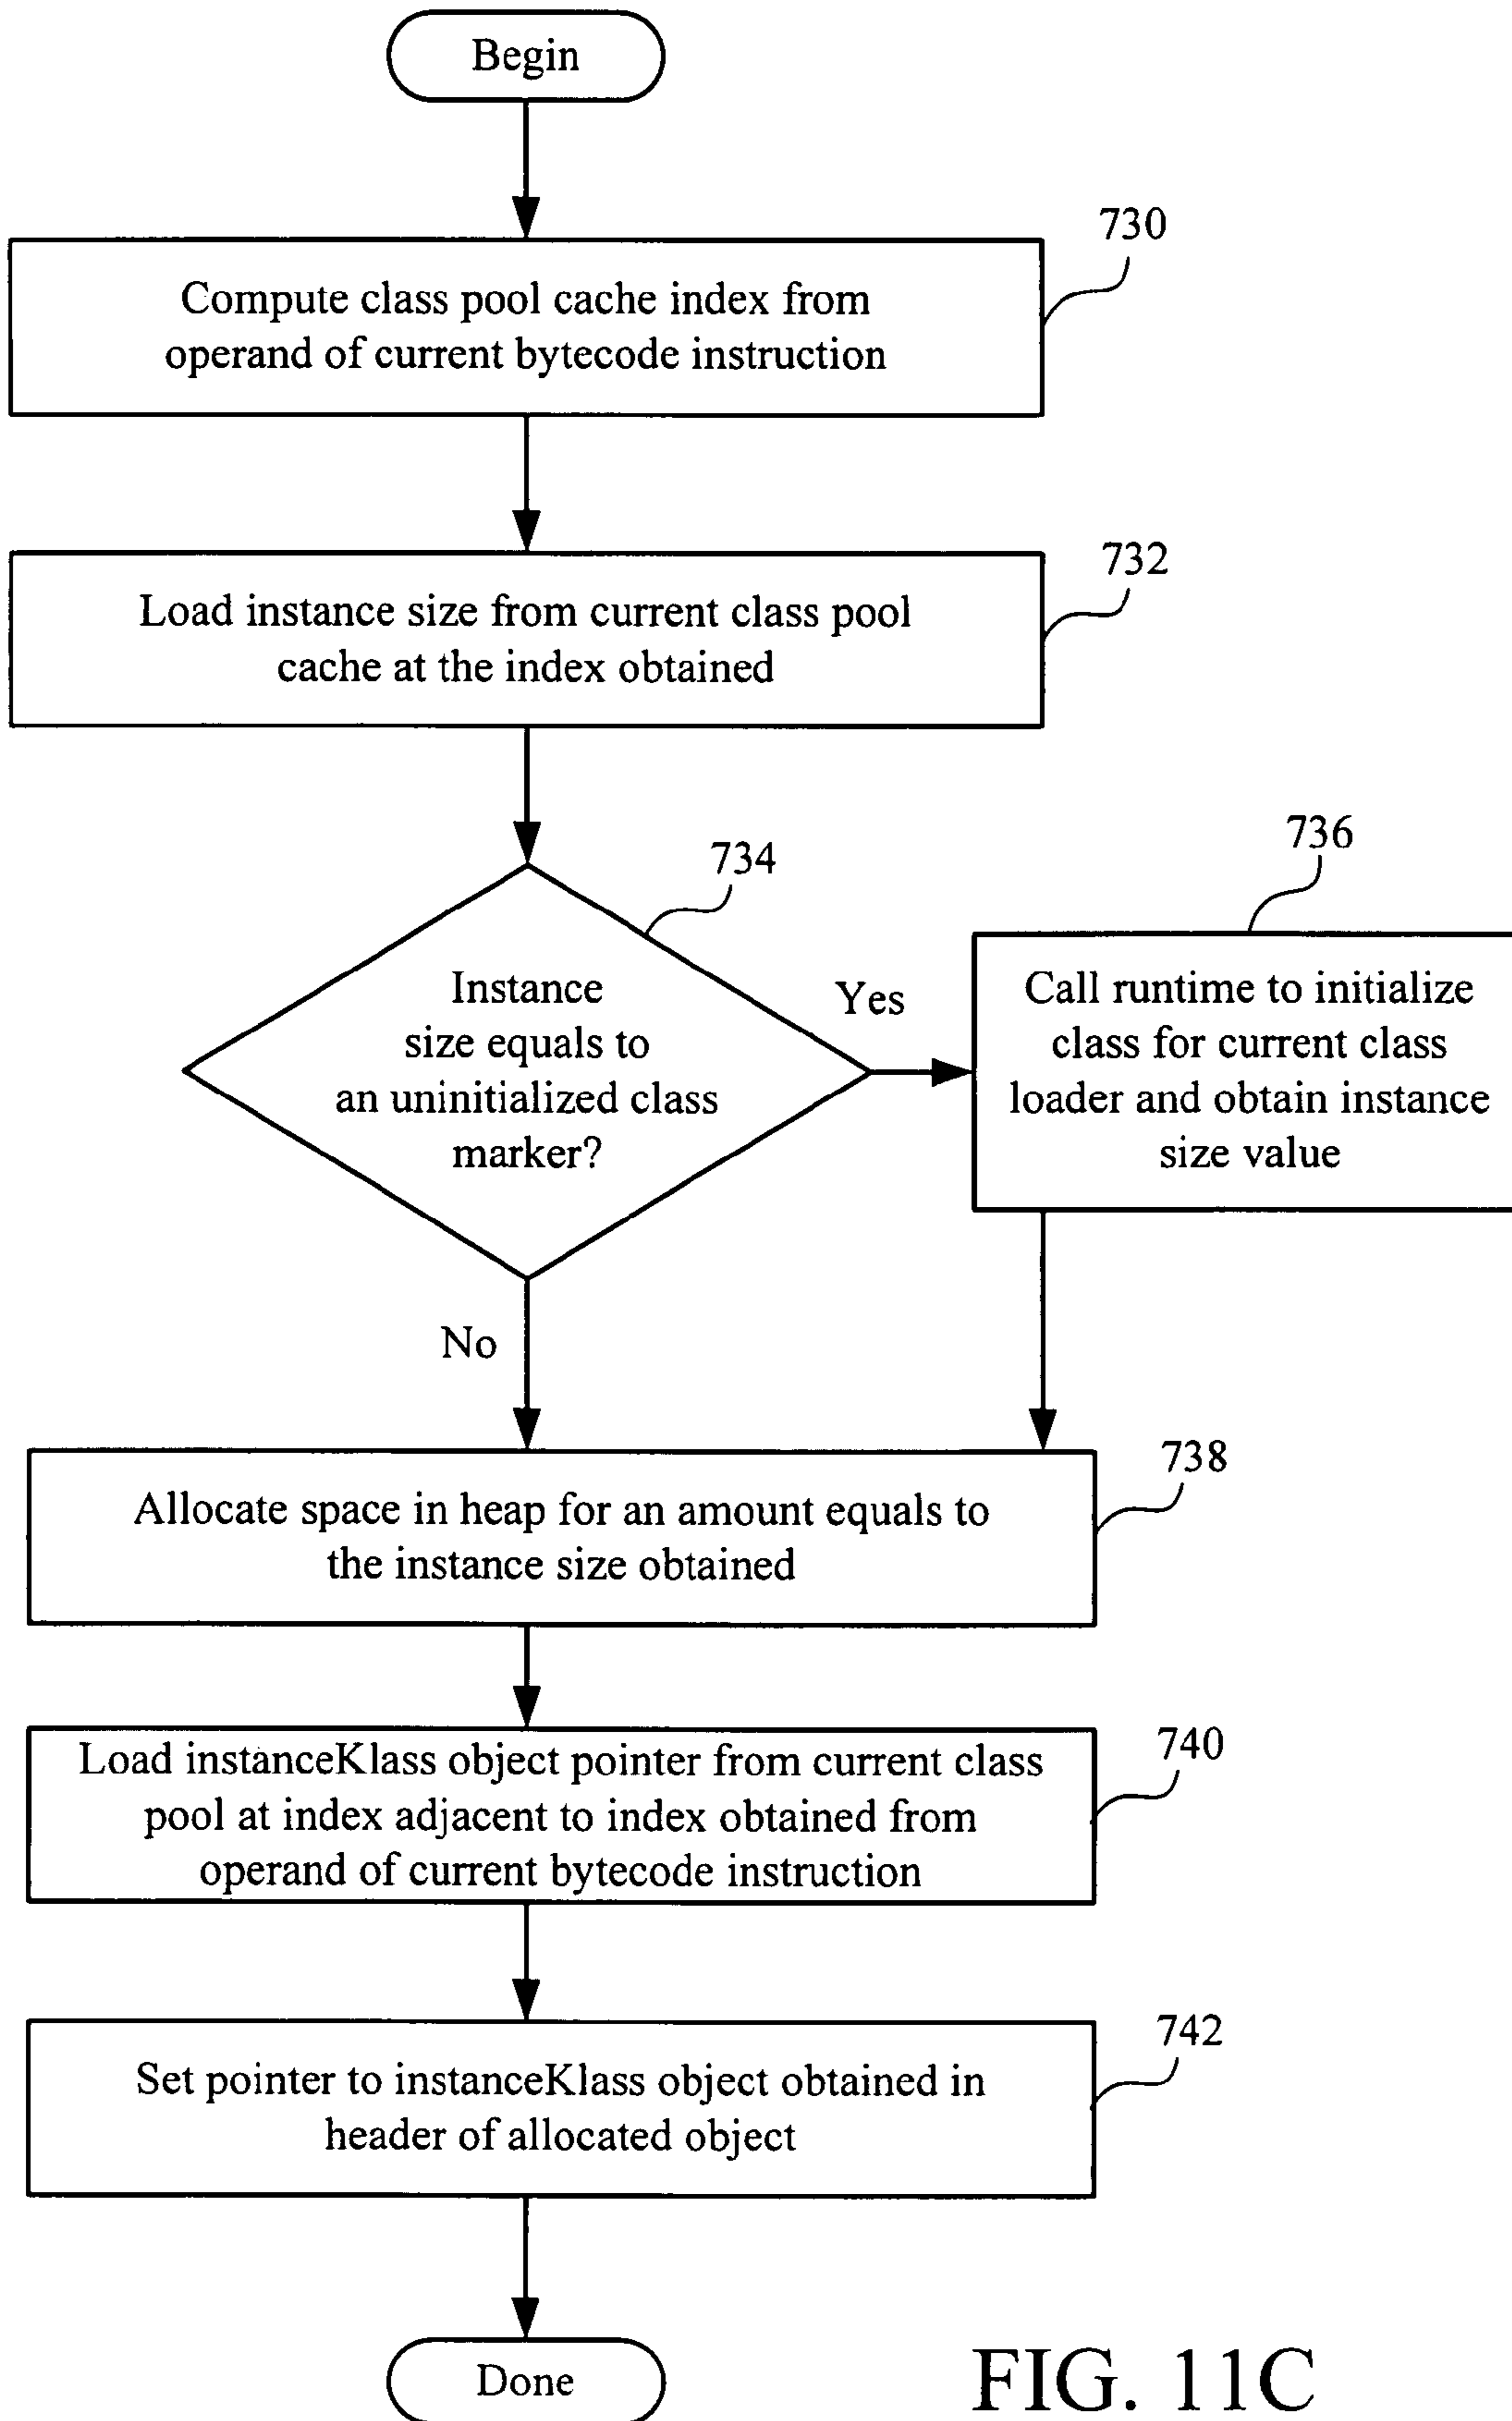 Begin
730
Compute class pool cache index from
operand of current bytecode instruction
732
Load instance size from current class pool
cache at the index obtained
734
736
Instance
size equals to
an uninitialized class
marker?
Yes
Call runtime to initialize
class for current class
loader and obtain instance
size value
No
738
Allocate space in heap for an amount equals to
the instance size obtained
740
Load instanceKlass object pointer from current class
pool at index adjacent to index obtained from
operand of current bytecode instruction
742
Set pointer to instanceKlass object obtained in
header of allocated object
Done
FIG. 11C